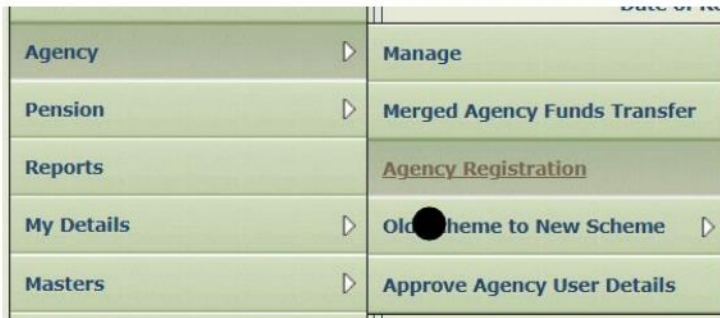 Agency
Pension
Reports
My Details
Masters
Manage
Merged Agency Funds Transfer
Agency Registration
to New Scheme
Approve Agency User Details